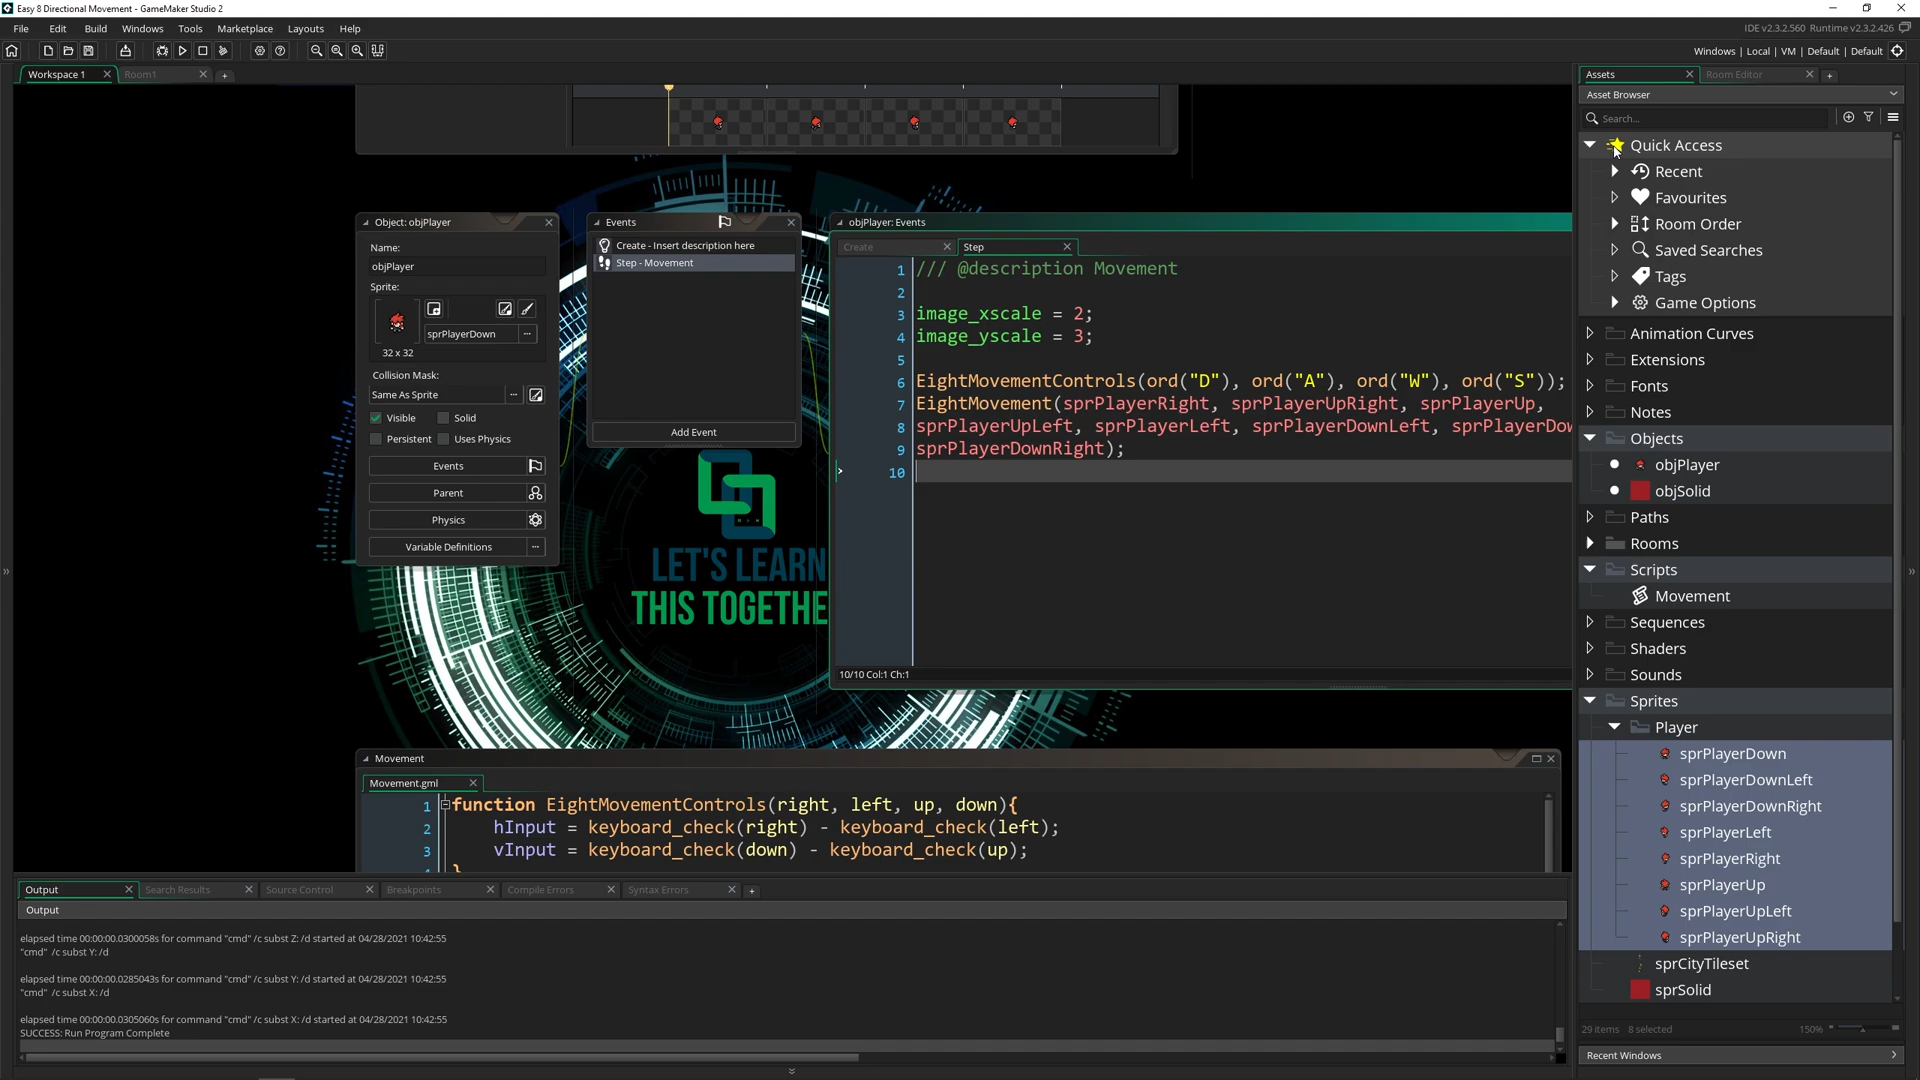 Easy 8 Directional Movement - GameMaker Studio 2
File Edit Build Windows Tools Marketplace Layouts Help
IDE v2.3.2.560 Runtime v2.3.2.426
Windows | Local | VM | Default | Default
Workspace 1
Room1
Object: objPlayer
Name:
objPlayer
Sprite:
sprPlayerDown
32 x 32
Collision Mask:
Same As Sprite
Visible Solid
Persistent Uses Physics
Events
Parent
Physics
Variable Definitions
Events
Create - Insert description here
Step - Movement
Add Event
objPlayer: Events
Create
Step
1 /// @description Movement
2
3 image_xscale = 2;
4 image_yscale = 3;
5
6 EightMovementControls(ord("D"), ord("A"), ord("W"), ord("S"));
7 EightMovement(sprPlayerRight, sprPlayerUpRight, sprPlayerUp,
8 sprPlayerUpLeft, sprPlayerLeft, sprPlayerDownLeft, sprPlayerDow
9 sprPlayerDownRight);
10
10/10 Col:1 Ch:1
LET'S LEARN
THIS TOGETHE
Movement
Movement.gml
1 function EightMovementControls(right, left, up, down){
2 hInput = keyboard_check(right) - keyboard_check(left);
3 vInput = keyboard_check(down) - keyboard_check(up);
}
Output
Search Results
Source Control
Breakpoints
Compile Errors
Syntax Errors
Output
elapsed time 00:00:00.0300058s for command "cmd" /c subst Z: /d started at 04/28/2021 10:42:55
"cmd" /c subst Y: /d
elapsed time 00:00:00.0285043s for command "cmd" /c subst Y: /d started at 04/28/2021 10:42:55
"cmd" /c subst X: /d
elapsed time 00:00:00.0305060s for command "cmd" /c subst X: /d started at 04/28/2021 10:42:55
SUCCESS: Run Program Complete
Assets
Room Editor
Asset Browser
Search...
Quick Access
Recent
Favourites
Room Order
Saved Searches
Tags
Game Options
Animation Curves
Extensions
Fonts
Notes
Objects
objPlayer
objSolid
Paths
Rooms
Scripts
Movement
Sequences
Shaders
Sounds
Sprites
Player
sprPlayerDown
sprPlayerDownLeft
sprPlayerDownRight
sprPlayerLeft
sprPlayerRight
sprPlayerUp
sprPlayerUpLeft
sprPlayerUpRight
sprCityTileset
sprSolid
29 items 8 selected 150%
Recent Windows